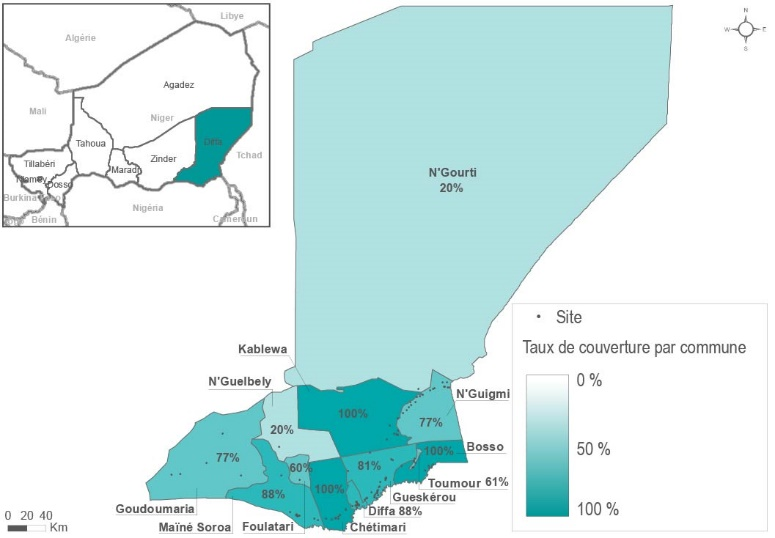 Libye
Algérie
Agadez
Mali
Niger
Diffa
Tahoua
Tchad
Zinder
Maradi
Tillabéri
Niamey
Dosso
Burkina Faso
Nigéria
Bénin
Cameroun
N
W E
S
N'Gourti
20%
Site
Taux de couverture par commune
0 %
50 %
100 %
Kablewa
N'Guelbely
N'Guigmi
100%
77%
20%
77%
Bosso
100%
60%
81%
Toumour 61%
88%
100%
Gueskérou
Goudoumaria
Diffa 88%
Maïné Soroa
Foulatari
Chétimari
0 20 40
Km